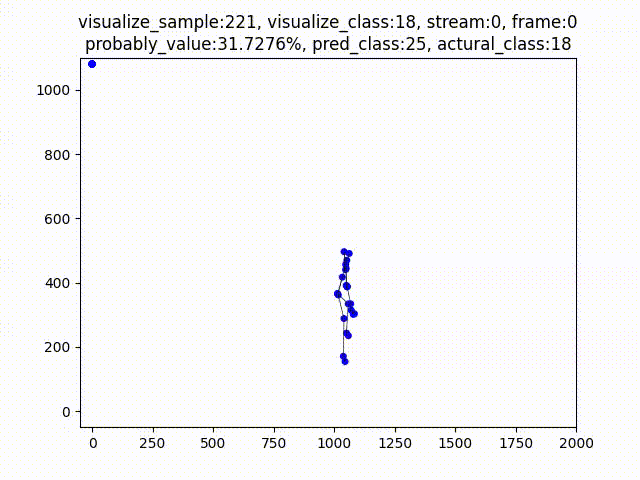 visualize_sample:221, visualize_class:18, stream:0, frame:0
probably_value:31.7276%, pred_class:25, actural_class:18
1000
800
600
400
200
0
0 250 500 750 1000 1250 1500 1750 2000